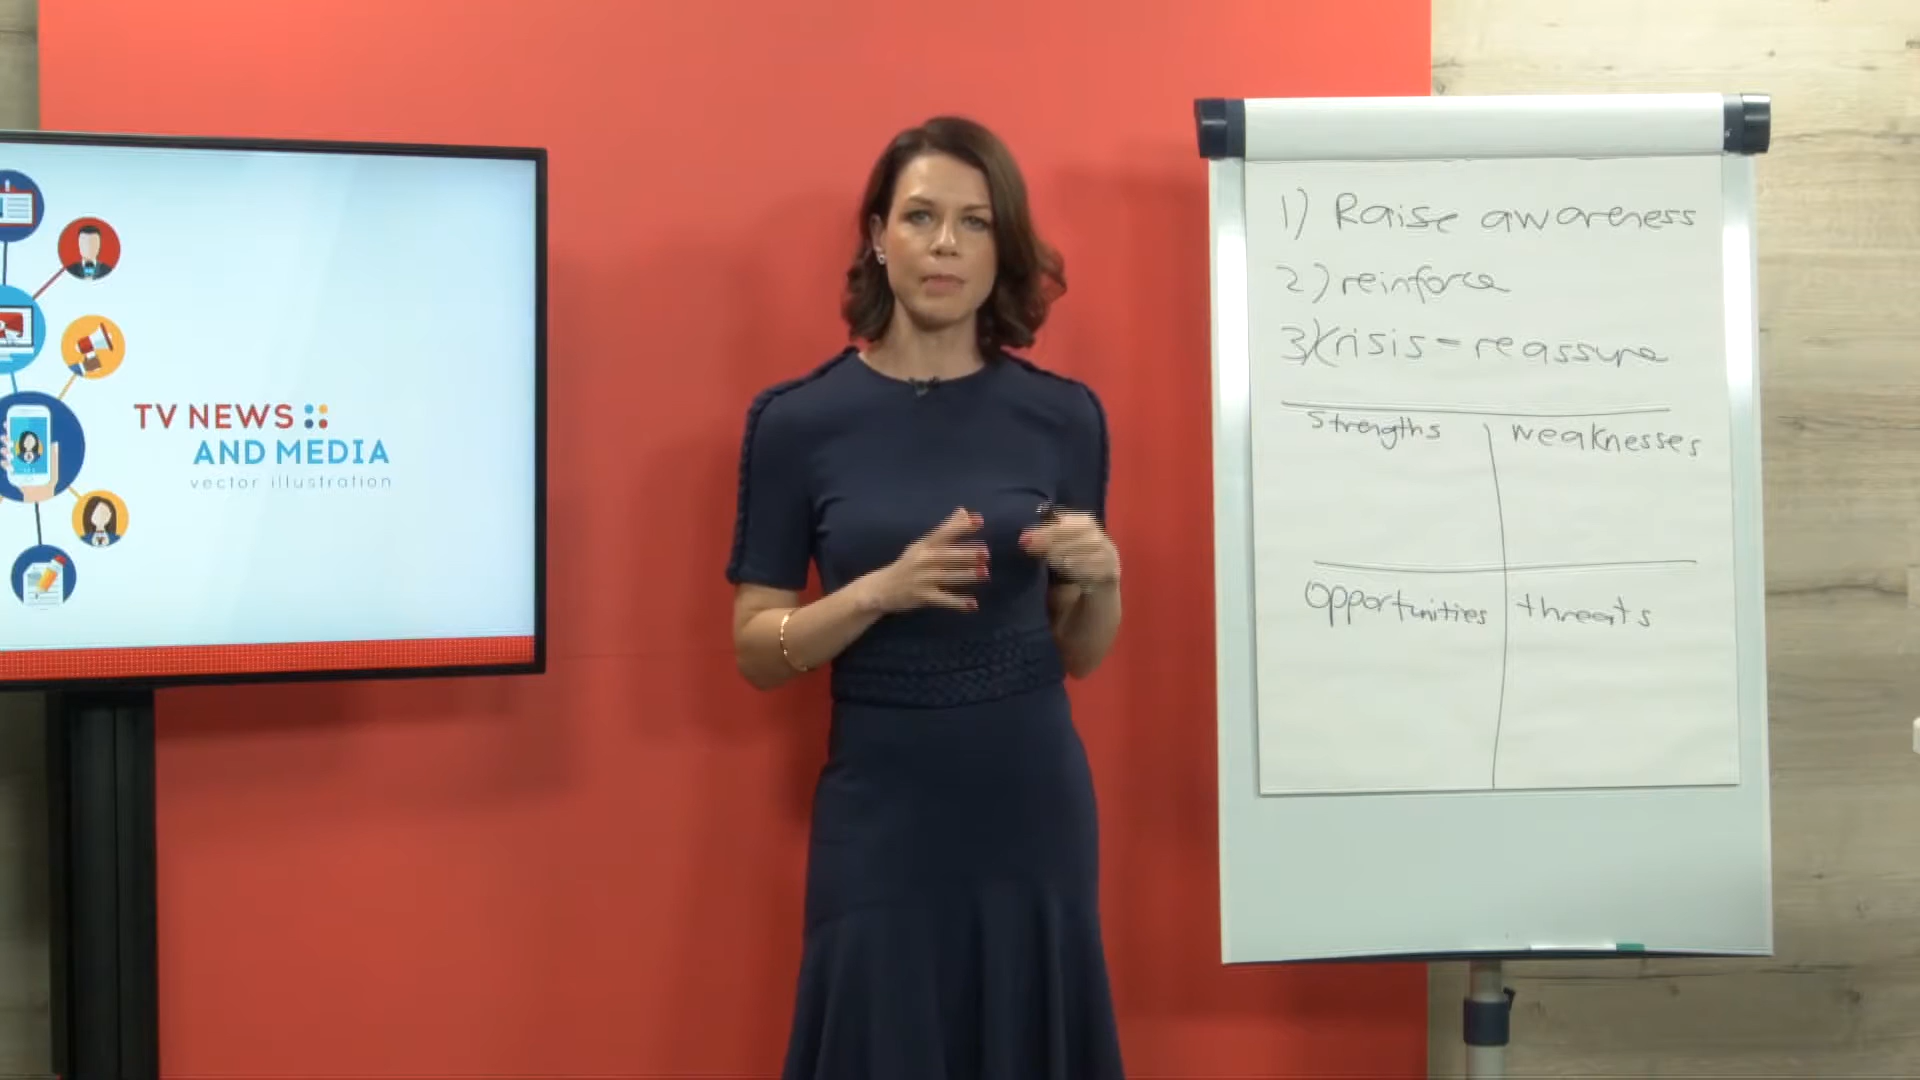 TV NEWS
AND MEDIA
vector illustration
1) Raise awareness
2) reinforce
3) Crisis - reassure
Strengths
weaknesses
Opportunities
threats